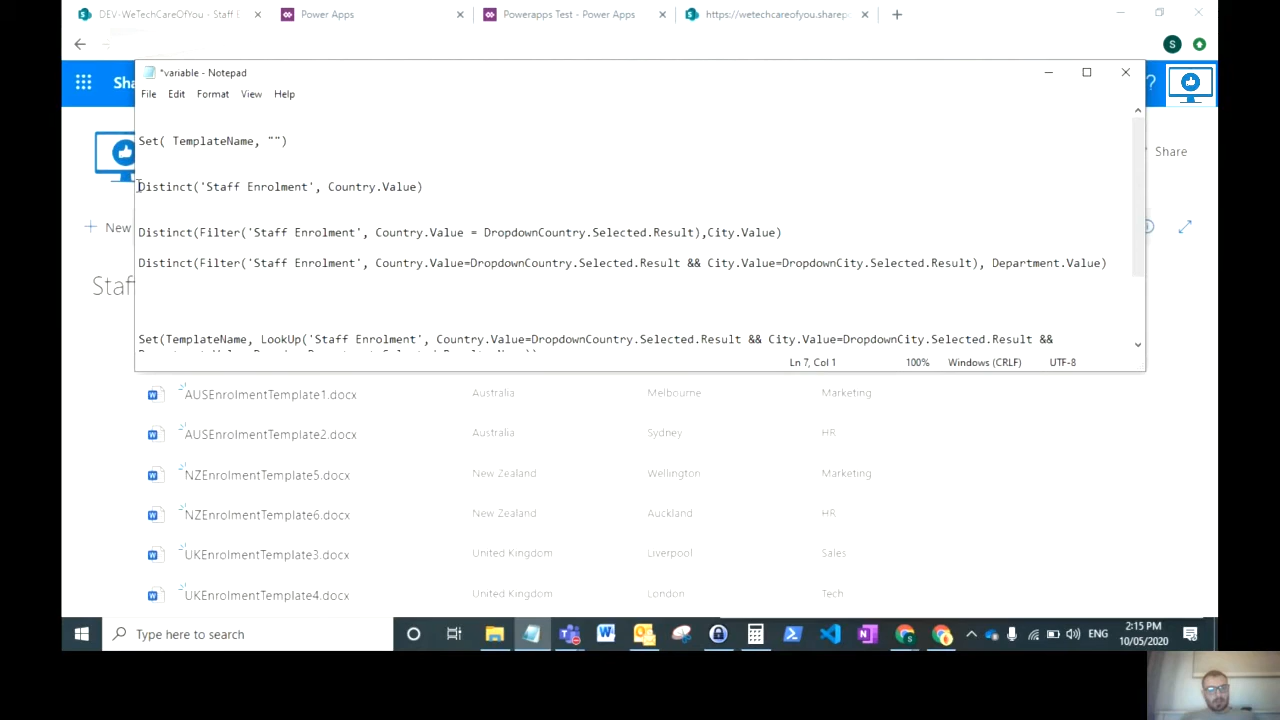 DEV-WeTechCareOfYou - Staff E
Power Apps
Powerapps Test - Power Apps
https://wetechcareofyou.sharep
S
*variable - Notepad
File Edit Format View Help
Sha
?
Set( TemplateName, "")
Share
Distinct('Staff Enrolment', Country.Value)
New
Distinct(Filter('Staff Enrolment', Country.Value = DropdownCountry.Selected.Result),City.Value)
Distinct(Filter('Staff Enrolment', Country.Value=DropdownCountry.Selected.Result && City.Value=DropdownCity.Selected.Result), Department.Value)
Staf
Set(TemplateName, LookUp('Staff Enrolment', Country.Value=DropdownCountry.Selected.Result && City.Value=DropdownCity.Selected.Result &&
Ln 7, Col 1 100% Windows (CRLF) UTF-8
AUSEnrolmentTemplate1.docx Australia Melbourne Marketing
AUSEnrolmentTemplate2.docx Australia Sydney HR
NZEnrolmentTemplate5.docx New Zealand Wellington Marketing
NZEnrolmentTemplate6.docx New Zealand Auckland HR
UKEnrolmentTemplate3.docx United Kingdom Liverpool Sales
UKEnrolmentTemplate4.docx United Kingdom London Tech
Type here to search
ENG
2:15 PM
10/05/2020